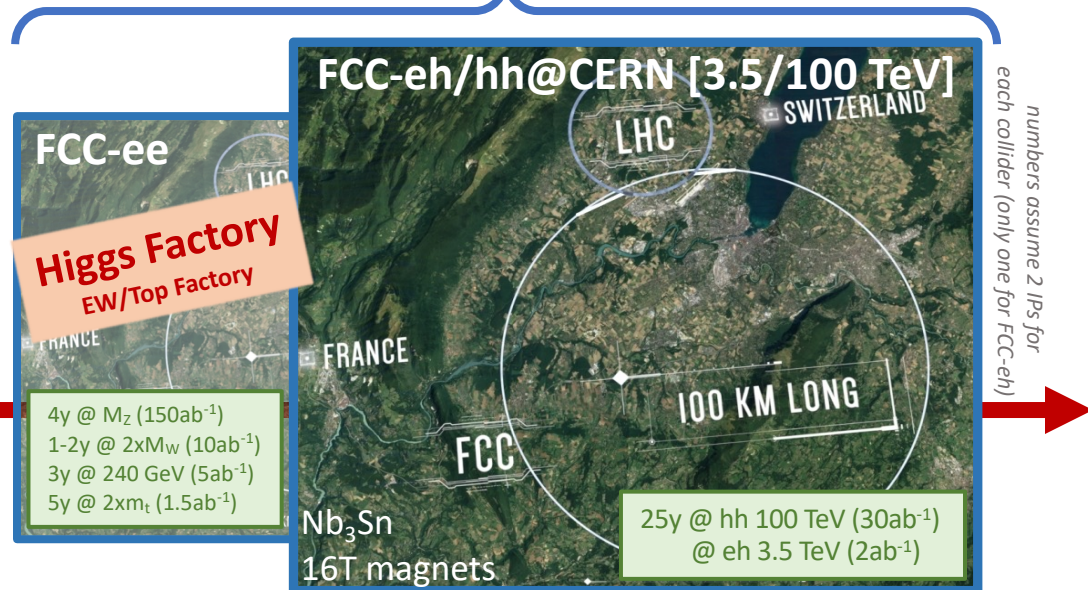 FCC-ee
LHC
Higgs Factory
EW/Top Factory
FRANCE
4y @ M_Z (150ab⁻¹)
1-2y @ 2xM_W (10ab⁻¹)
3y @ 240 GeV (5ab⁻¹)
5y @ 2xm_t (1.5ab⁻¹)
FCC-eh/hh@CERN [3.5/100 TeV]
LHC
SWITZERLAND
FRANCE
100 KM LONG
FCC
Nb₃Sn
16T magnets
25y @ hh 100 TeV (30ab⁻¹)
@ eh 3.5 TeV (2ab⁻¹)
numbers assume 2 IPs for
each collider (only one for FCC-eh)